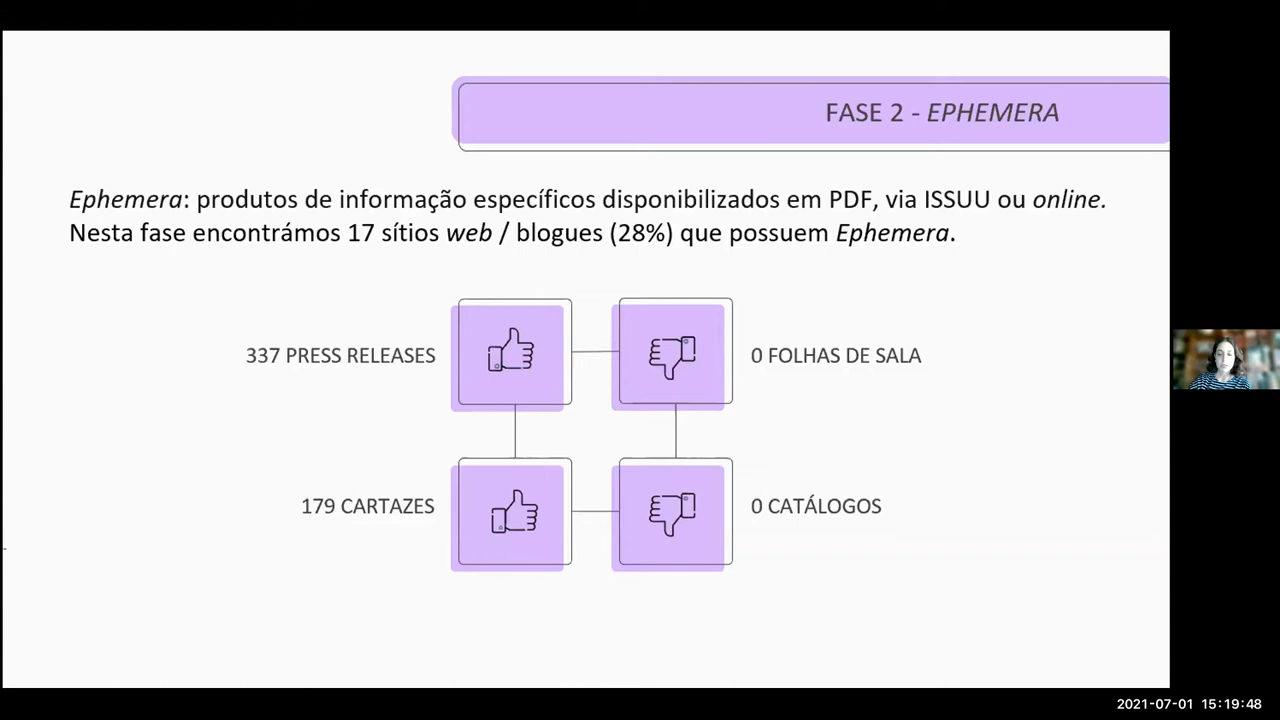 FASE 2 - EPHEMERA
Ephemera: produtos de informação específicos disponibilizados em PDF, via ISSUU ou online.
Nesta fase encontrámos 17 sítios web / blogues (28%) que possuem Ephemera.
337 PRESS RELEASES
0 FOLHAS DE SALA
179 CARTAZES
0 CATÁLOGOS
2021-07-01 15:19:48